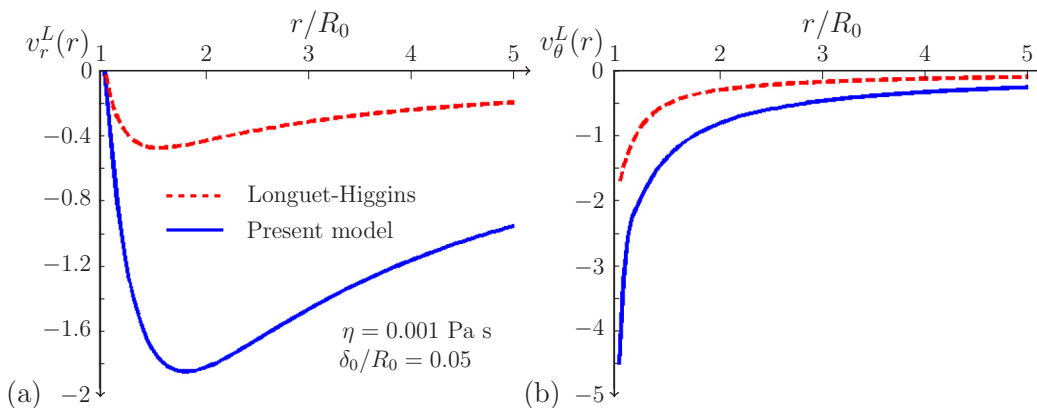 v_r^L(r)
r/R_0
1
2
3
4
5
0
−0.4
−0.8
−1.2
−1.6
−2
Longuet-Higgins
Present model
η = 0.001 Pa s
δ_0/R_0 = 0.05
(a)
v_θ^L(r)
r/R_0
1
2
3
4
5
0
−1
−2
−3
−4
−5
(b)